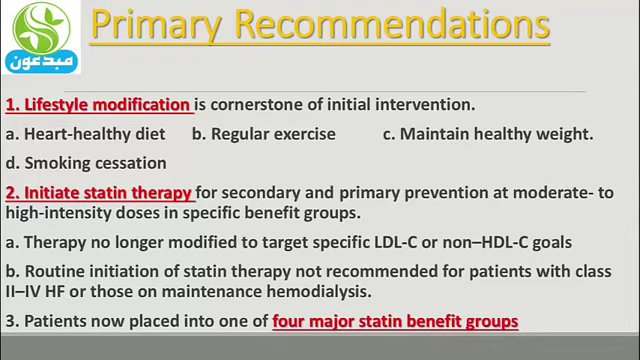 Primary Recommendations
مبدعون
1. Lifestyle modification is cornerstone of initial intervention.
a. Heart-healthy diet b. Regular exercise c. Maintain healthy weight.
d. Smoking cessation
2. Initiate statin therapy for secondary and primary prevention at moderate- to
high-intensity doses in specific benefit groups.
a. Therapy no longer modified to target specific LDL-C or non–HDL-C goals
b. Routine initiation of statin therapy not recommended for patients with class
II–IV HF or those on maintenance hemodialysis.
3. Patients now placed into one of four major statin benefit groups